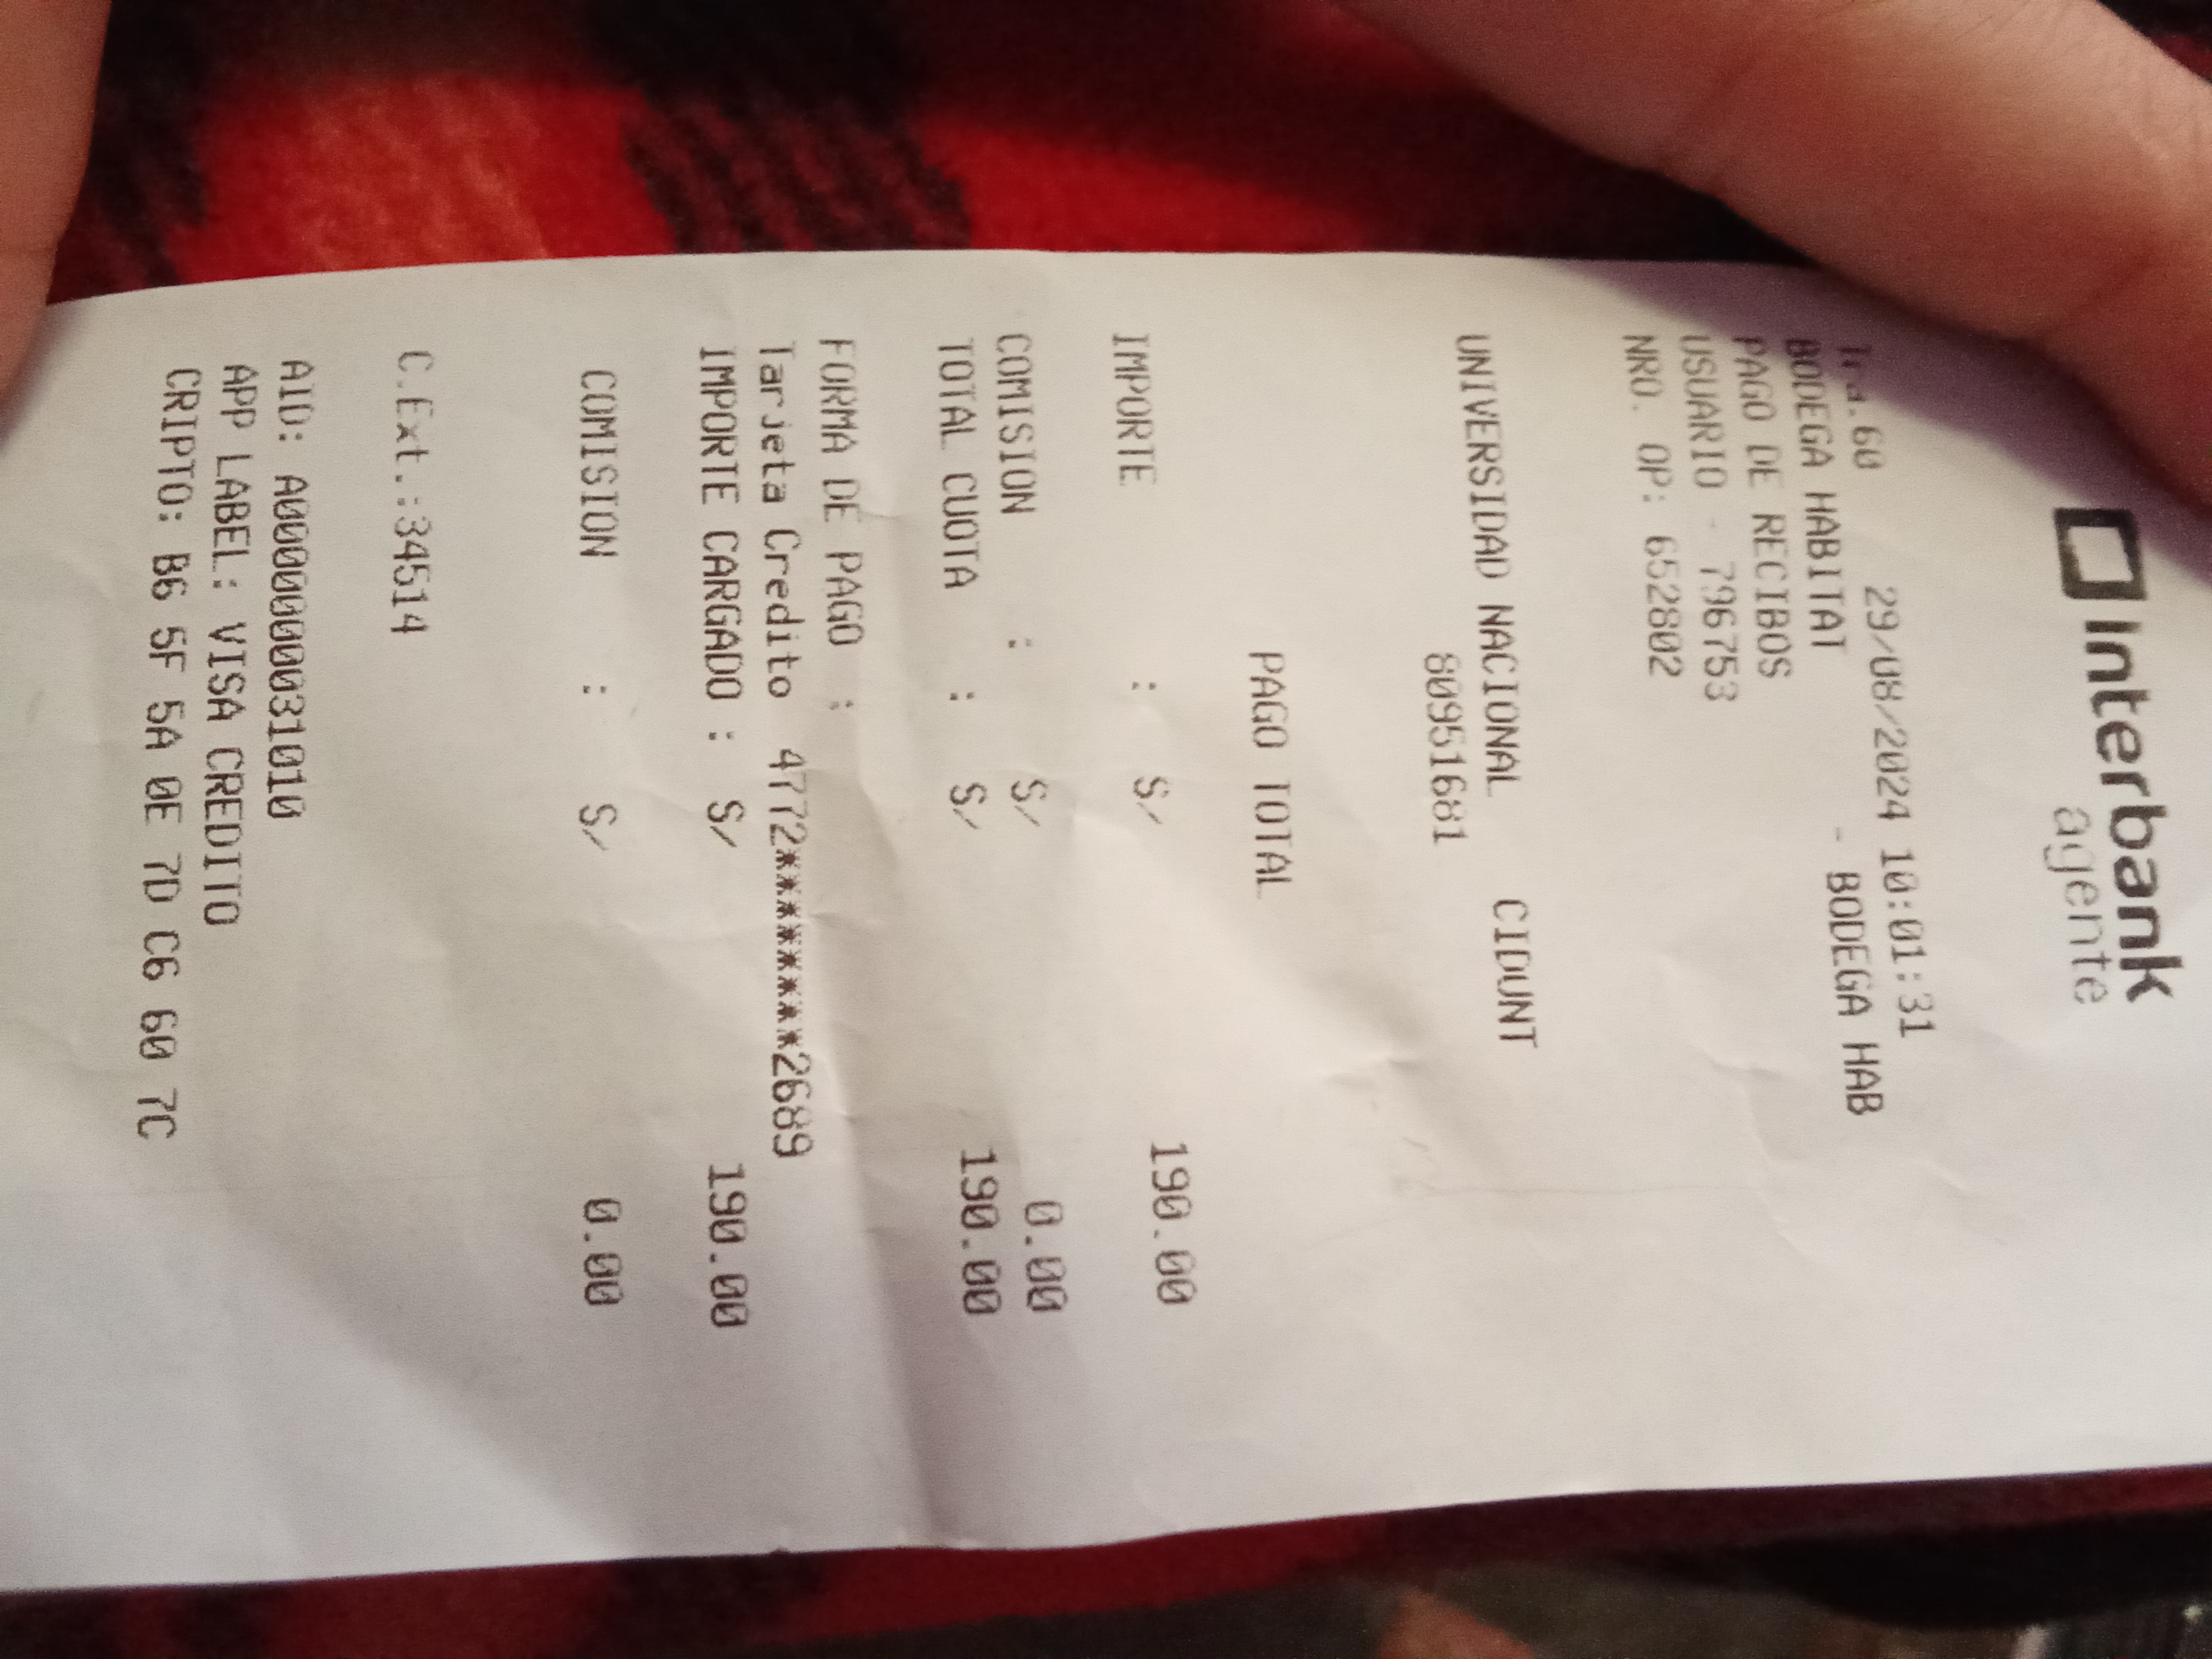 Interbank
agente
29/08/2024 10:01:31
BODEGA HABITAT - BODEGA HAB
PAGO DE RECIBOS
USUARIO - 796753
NRO. OP: 652802
UNIVERSIDAD NACIONAL CIDUNT
80951681
PAGO TOTAL
IMPORTE : S/ 190.00
COMISION : S/ 0.00
TOTAL CUOTA : S/ 190.00
FORMA DE PAGO :
Tarjeta Credito 4772**********2689
IMPORTE CARGADO : S/ 190.00
COMISION : S/ 0.00
C.Ext.:34514
AID: A0000000031010
APP LABEL: VISA CREDITO
CRIPTO: B6 5F 5A 0E 7D C6 60 7C